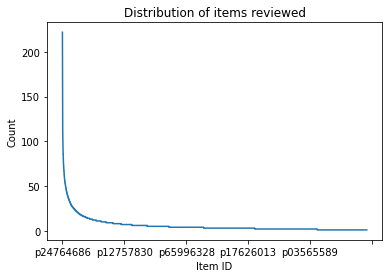 Distribution of items reviewed
Count
200
150
100
50
0
p24764686 p12757830 p65996328 p17626013 p03565589
Item ID